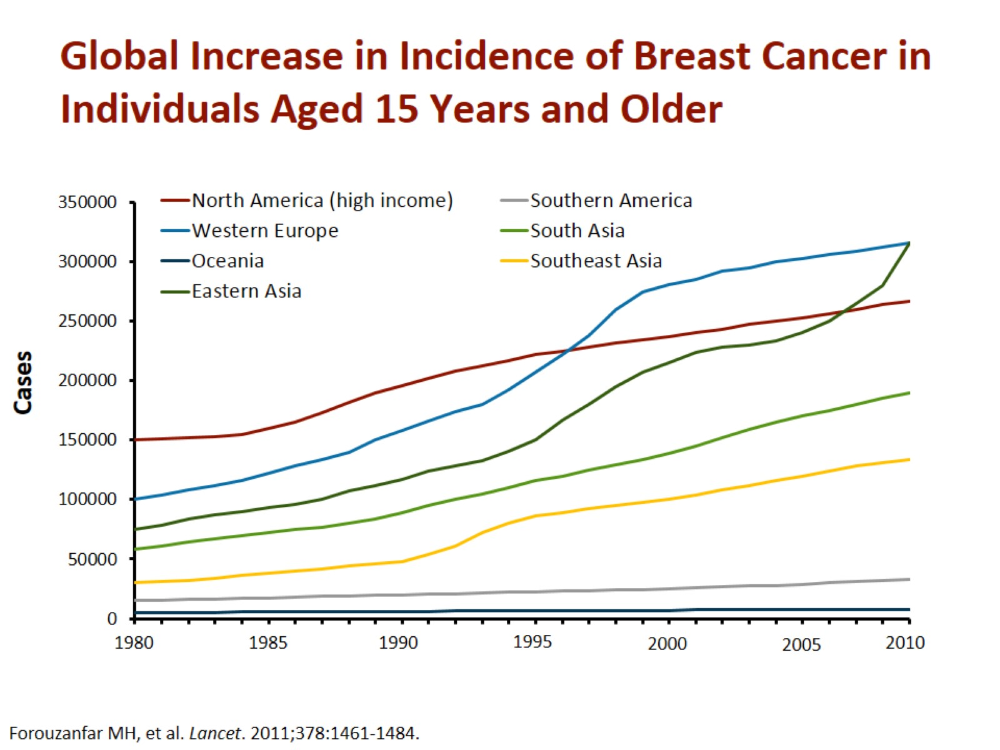 Global Increase in Incidence of Breast Cancer in
Individuals Aged 15 Years and Older
North America (high income)
Southern America
Western Europe
South Asia
Oceania
Southeast Asia
Eastern Asia
Cases
350000
300000
250000
200000
150000
100000
50000
0
1980 1985 1990 1995 2000 2005 2010
Forouzanfar MH, et al. Lancet. 2011;378:1461-1484.